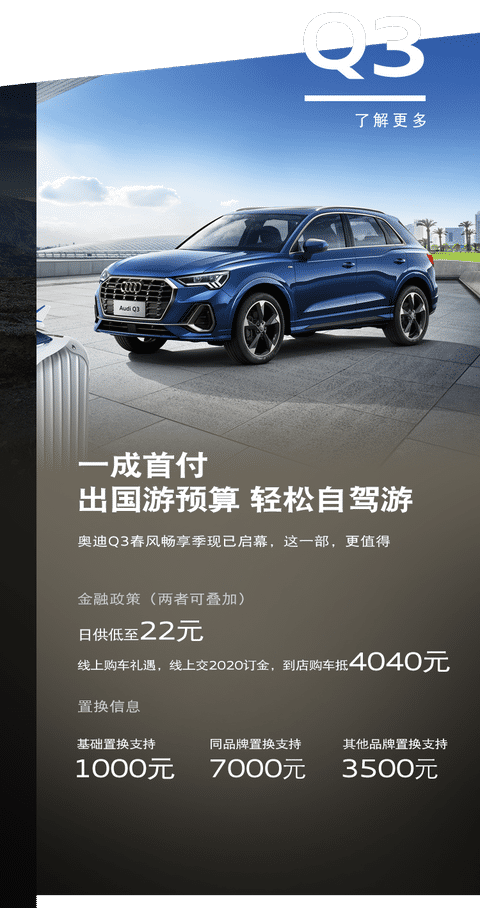 Q3
了解更多
Audi Q3
一成首付
出国游预算 轻松自驾游
奥迪Q3春风畅享季现已启幕，这一部，更值得
金融政策（两者可叠加）
日供低至22元
线上购车礼遇，线上交2020订金，到店购车抵4040元
置换信息
基础置换支持 同品牌置换支持 其他品牌置换支持
1000元 7000元 3500元